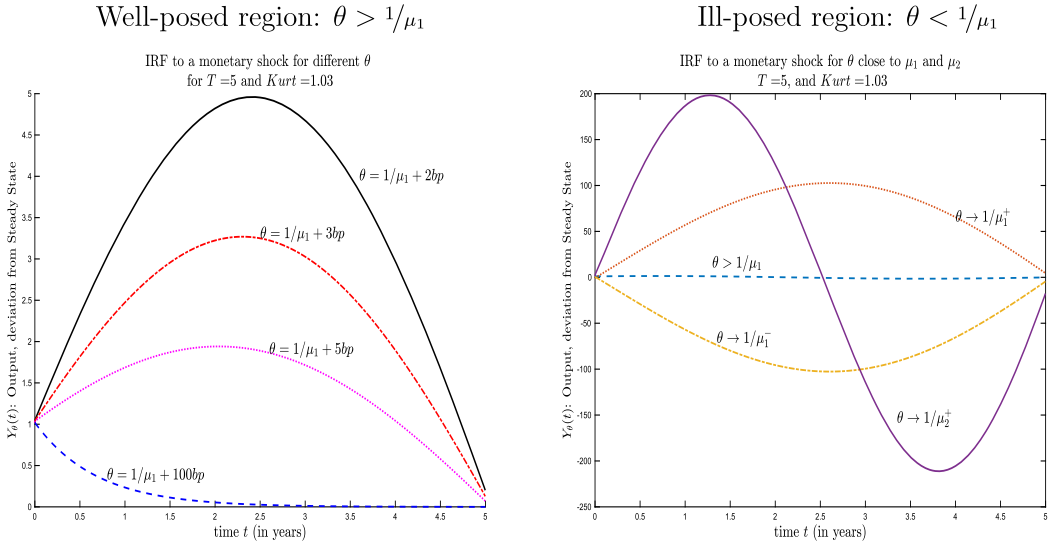 Well-posed region: θ > 1/μ₁
IRF to a monetary shock for different θ
for T =5 and Kurt =1.03
Y_θ(t): Output, deviation from Steady State
5
4.5
4
3.5
3
2.5
2
1.5
1
0.5
0
θ = 1/μ₁ + 2bp
θ = 1/μ₁ + 3bp
θ = 1/μ₁ + 5bp
θ = 1/μ₁ + 100bp
0 0.5 1 1.5 2 2.5 3 3.5 4 4.5 5
time t (in years)
Ill-posed region: θ < 1/μ₁
IRF to a monetary shock for θ close to μ₁ and μ₂
T =5, and Kurt =1.03
Y_θ(t): Output, deviation from Steady State
200
150
100
50
0
-50
-100
-150
-200
-250
θ → 1/μ₁⁺
θ > 1/μ₁
θ → 1/μ₁⁻
θ → 1/μ₂⁺
0 0.5 1 1.5 2 2.5 3 3.5 4 4.5 5
time t (in years)